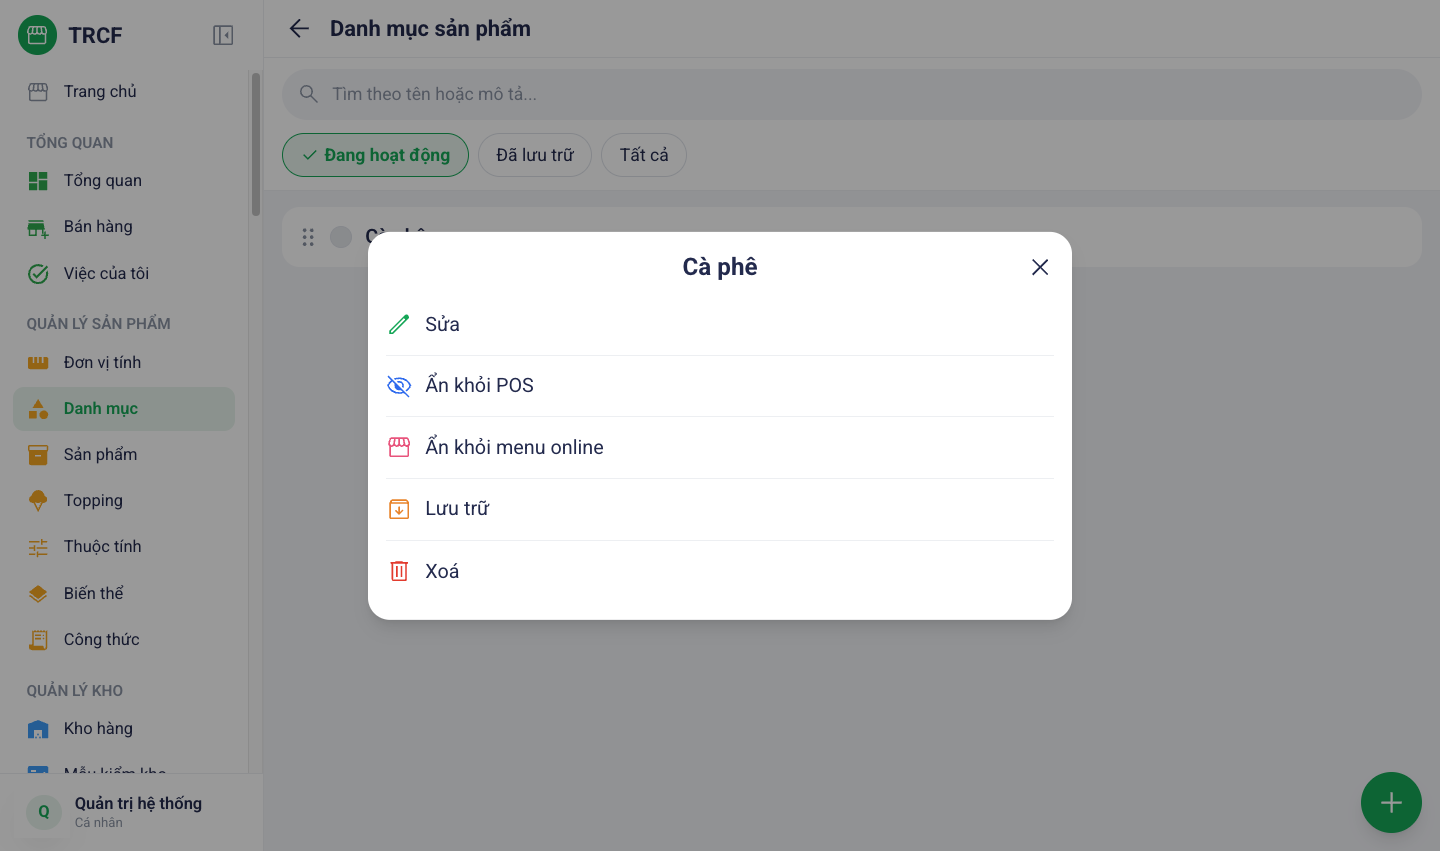 TRCF
Trang chủ
TỔNG QUAN
Tổng quan
Bán hàng
Việc của tôi
QUẢN LÝ SẢN PHẨM
Đơn vị tính
Danh mục
Sản phẩm
Topping
Thuộc tính
Biến thể
Công thức
QUẢN LÝ KHO
Kho hàng
Q
Quản trị hệ thống
Cá nhân
Danh mục sản phẩm
Tìm theo tên hoặc mô tả...
Đang hoạt động
Đã lưu trữ
Tất cả
Cà phê
Sửa
Ẩn khỏi POS
Ẩn khỏi menu online
Lưu trữ
Xoá